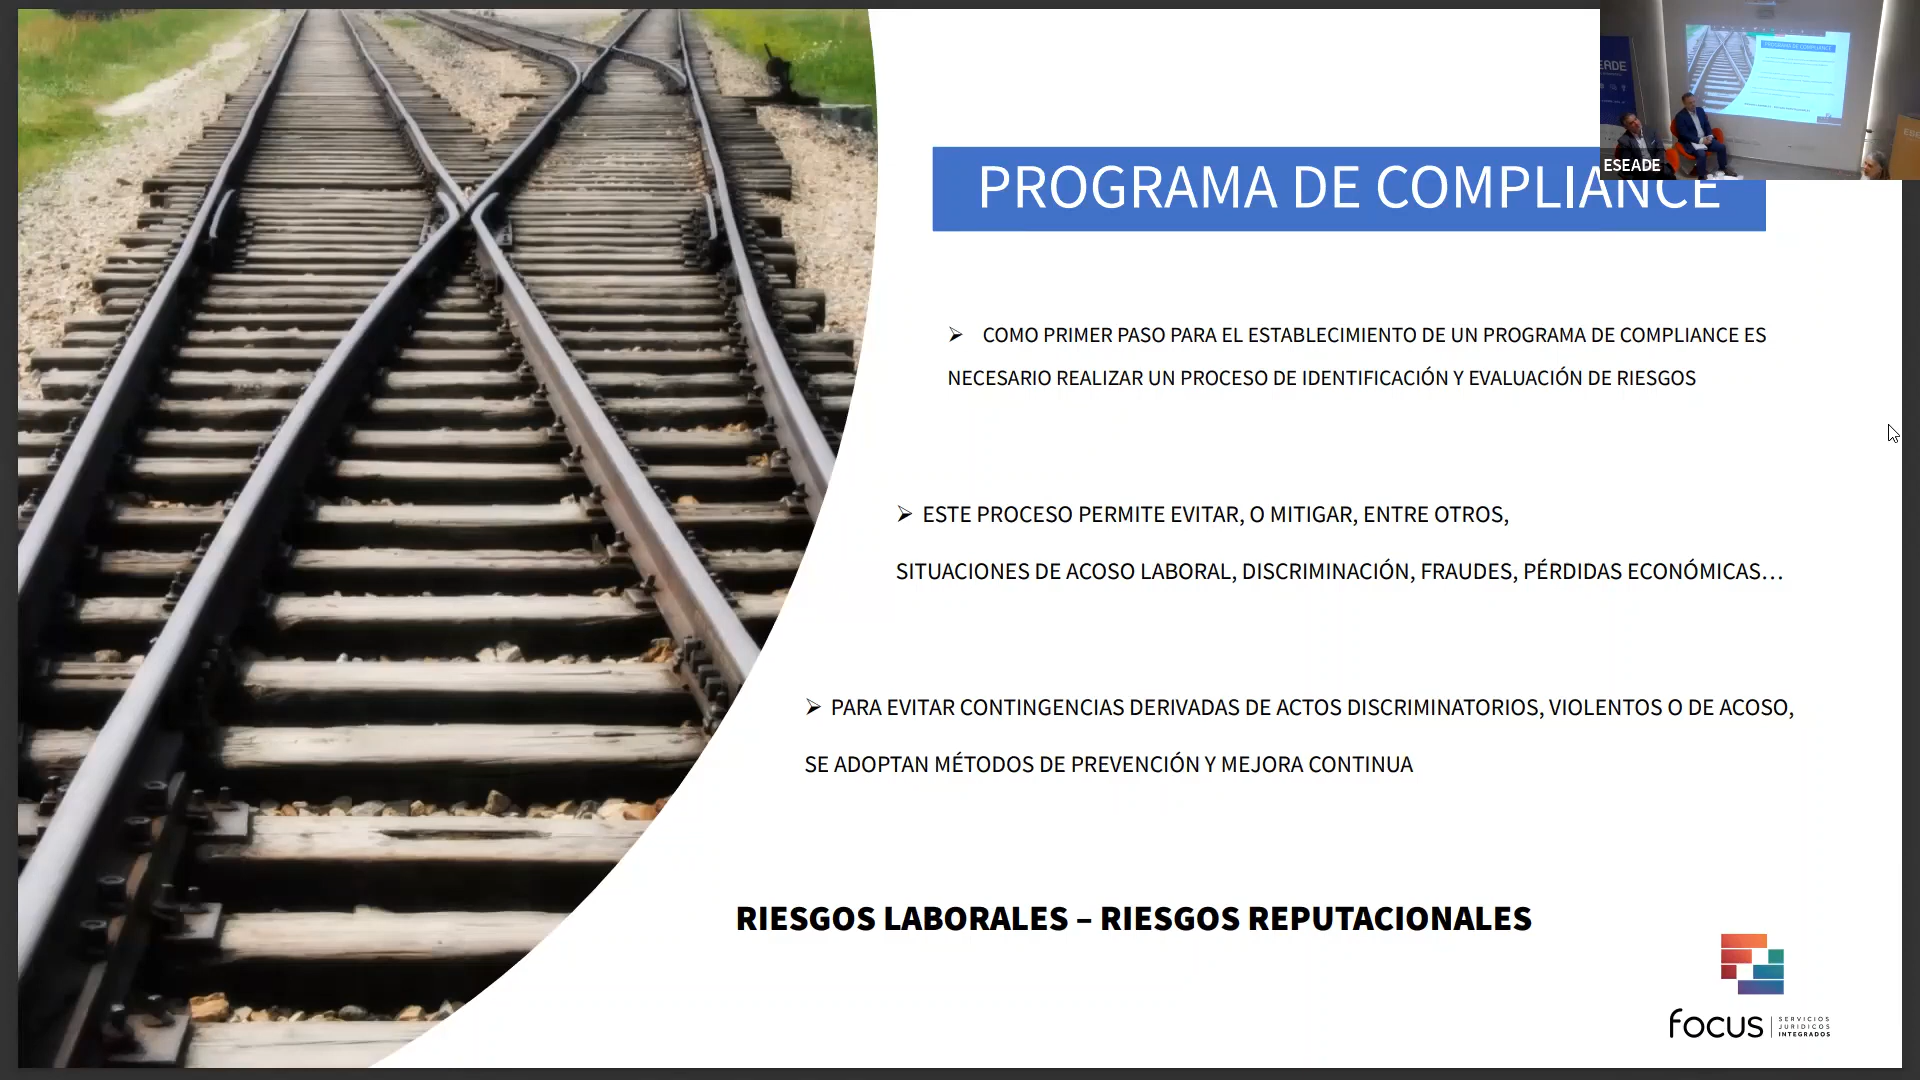 ESEADE
PROGRAMA DE COMPLIANCE
➢ COMO PRIMER PASO PARA EL ESTABLECIMIENTO DE UN PROGRAMA DE COMPLIANCE ES
NECESARIO REALIZAR UN PROCESO DE IDENTIFICACIÓN Y EVALUACIÓN DE RIESGOS
➢ ESTE PROCESO PERMITE EVITAR, O MITIGAR, ENTRE OTROS,
SITUACIONES DE ACOSO LABORAL, DISCRIMINACIÓN, FRAUDES, PÉRDIDAS ECONÓMICAS…
➢ PARA EVITAR CONTINGENCIAS DERIVADAS DE ACTOS DISCRIMINATORIOS, VIOLENTOS O DE ACOSO,
SE ADOPTAN MÉTODOS DE PREVENCIÓN Y MEJORA CONTINUA
RIESGOS LABORALES – RIESGOS REPUTACIONALES
focus
SERVICIOS
JURIDICOS
INTEGRADOS